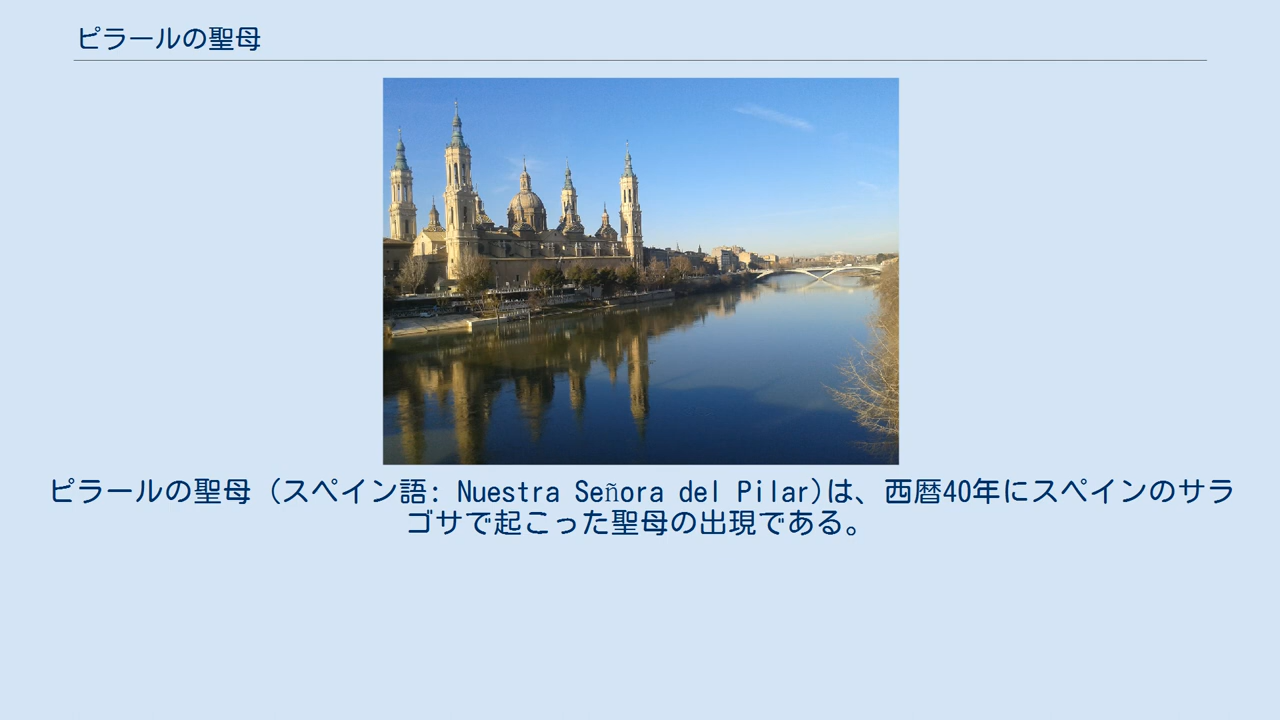 ピラールの聖母
ピラールの聖母 (スペイン語: Nuestra Señora del Pilar)は、西暦40年にスペインのサラ
ゴサで起こった聖母の出現である。